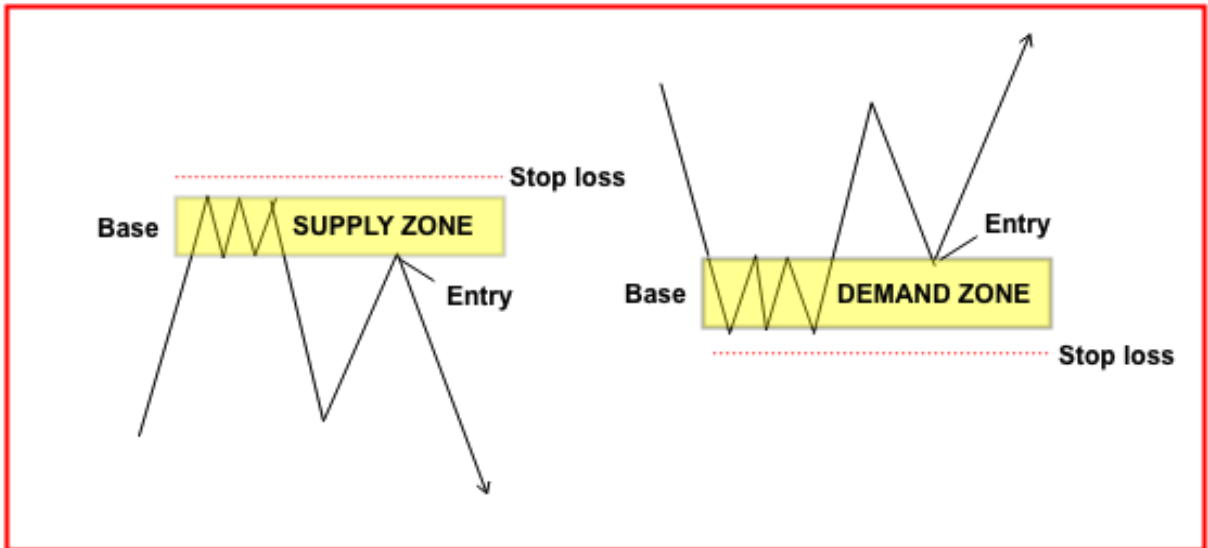 Stop loss
Base
SUPPLY ZONE
Entry
Entry
Base
DEMAND ZONE
Stop loss